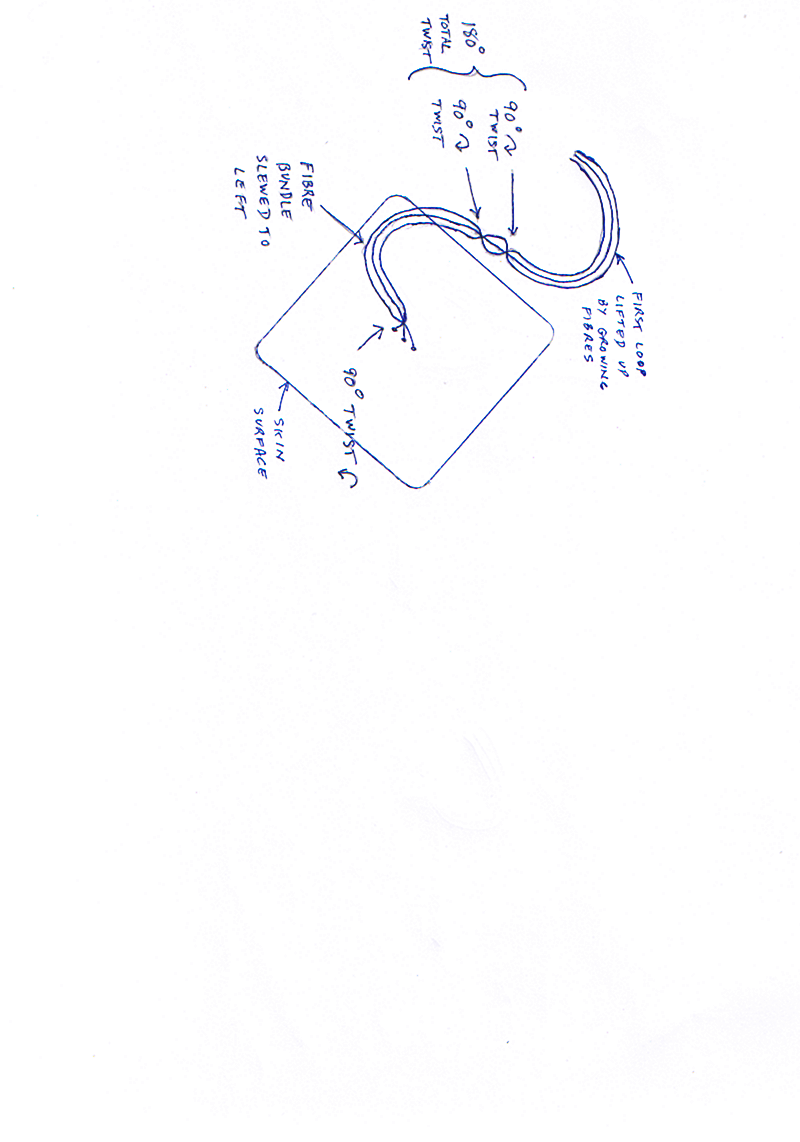 180°
TOTAL
TWIST
90°
TWIST
90°
TWIST
FIBRE
BUNDLE
SLEWED TO
LEFT
FIRST LOOP
LIFTED UP
BY GROWING
FIBRES
90° TWIST
SKIN
SURFACE